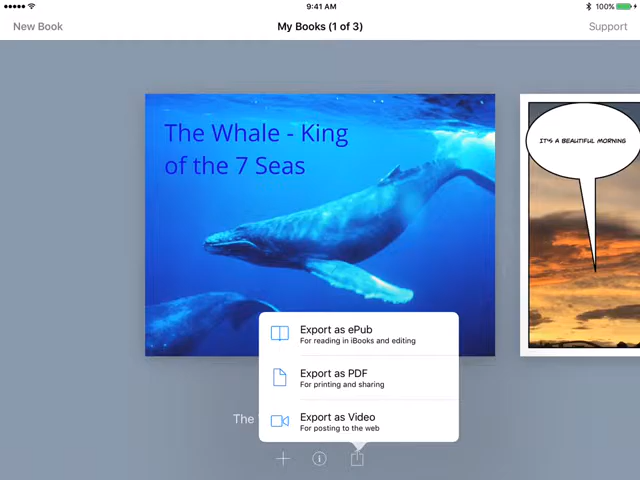 9:41 AM
100%
New Book
My Books (1 of 3)
Support
The Whale - King
of the 7 Seas
IT'S A BEAUTIFUL MORNING
Export as ePub
For reading in iBooks and editing
Export as PDF
For printing and sharing
Export as Video
For posting to the web
The